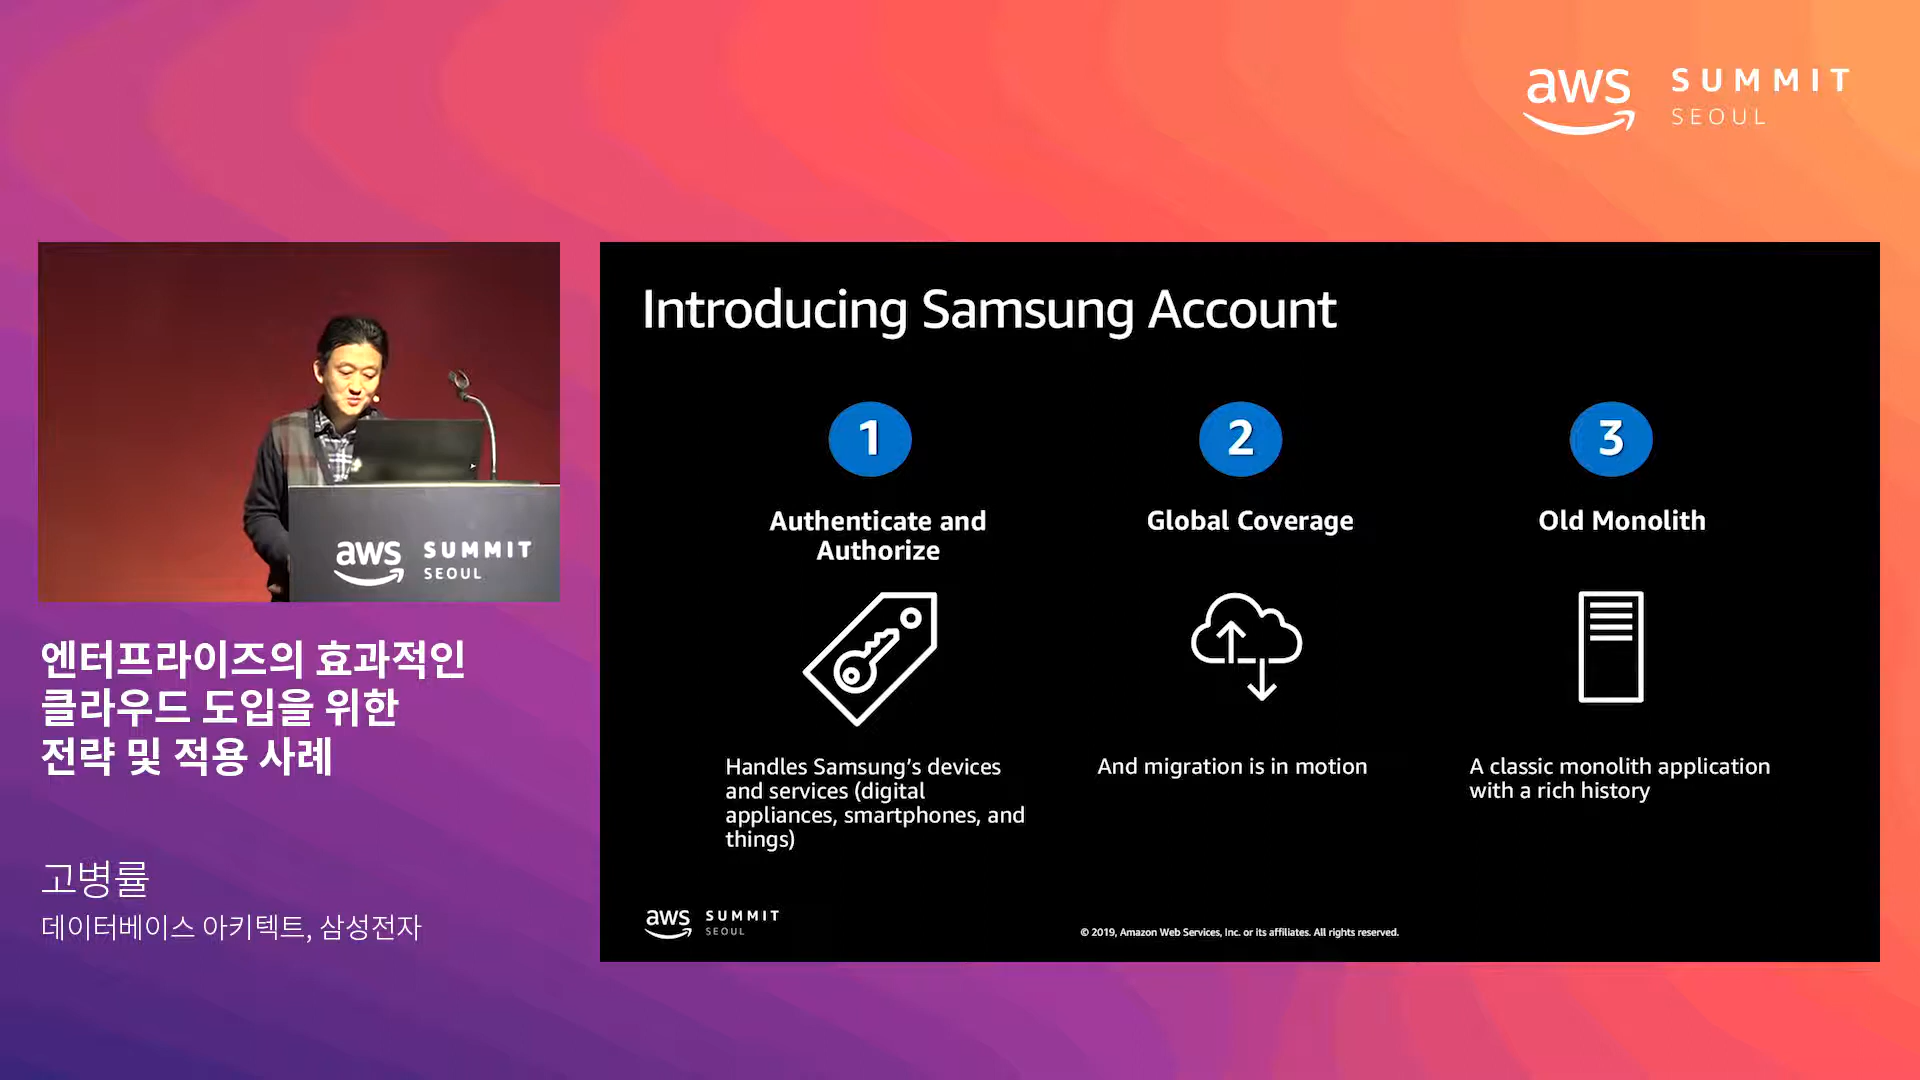 aws SUMMIT
SEOUL
aws SUMMIT
SEOUL
엔터프라이즈의 효과적인
클라우드 도입을 위한
전략 및 적용 사례
고병률
데이터베이스 아키텍트, 삼성전자
Introducing Samsung Account
1
Authenticate and
Authorize
Handles Samsung’s devices
and services (digital
appliances, smartphones, and
things)
2
Global Coverage
And migration is in motion
3
Old Monolith
A classic monolith application
with a rich history
aws SUMMIT
SEOUL
© 2019, Amazon Web Services, Inc. or its affiliates. All rights reserved.